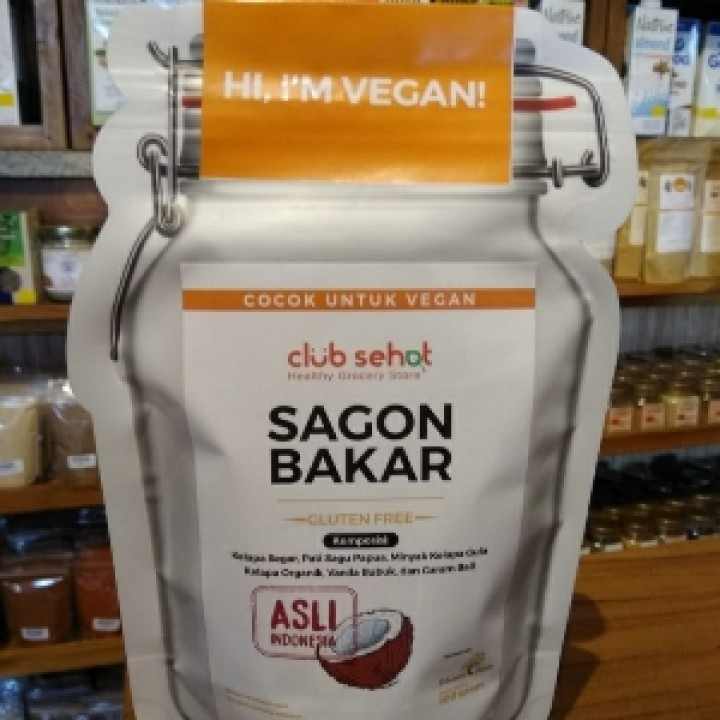 HI, I'M VEGAN!
COCOK UNTUK VEGAN
club sehat
Healthy Grocery Store
SAGON
BAKAR
GLUTEN FREE
Komposisi
Kelapa Segar, Pati Sagu Papua, Minyak Kelapa Gula
Kelapa Organik, Vanila Bubuk, dan Garam Bali
ASLI
INDONESIA
almond